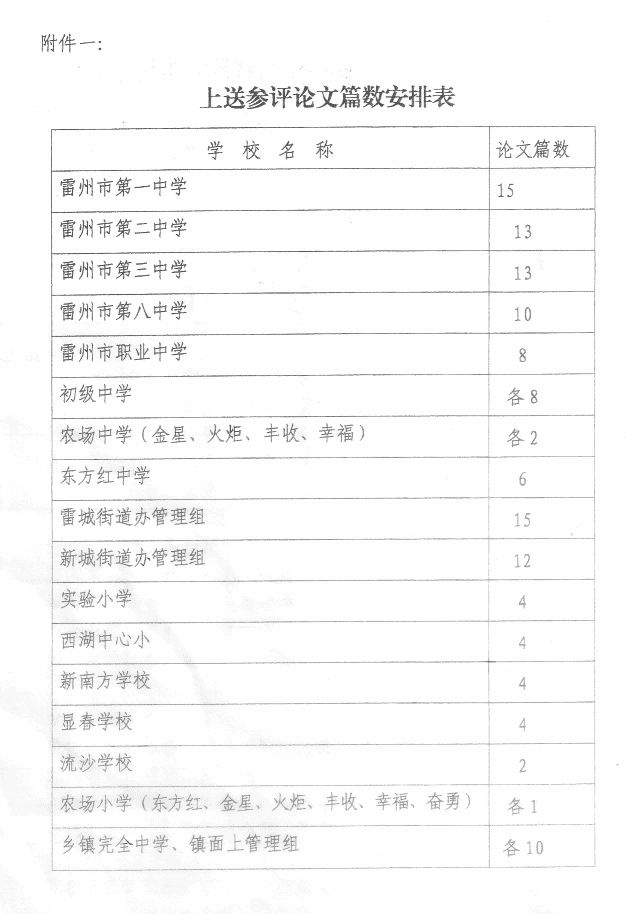 附件一:
上送参评论文篇数安排表
学 校 名 称 论文篇数
雷州市第一中学 15
雷州市第二中学 13
雷州市第三中学 13
雷州市第八中学 10
雷州市职业中学 8
初级中学 各8
农场中学（金星、火炬、丰收、幸福） 各2
东方红中学 6
雷城街道办管理组 15
新城街道办管理组 12
实验小学 4
西湖中心小 4
新南方学校 4
显春学校 4
流沙学校 2
农场小学（东方红、金星、火炬、丰收、幸福、奋勇） 各1
乡镇完全中学、镇面上管理组 各10